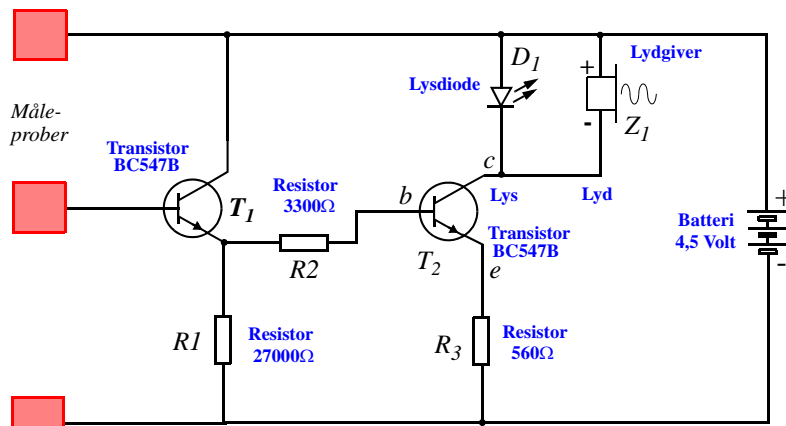 Måle-
prober
Transistor
BC547B
T1
Resistor
3300Ω
R2
R1
Resistor
27000Ω
D1
Lysdiode
Lydgiver
+
-
Z1
c
b
Lys
Lyd
T2
Transistor
BC547B
e
R3
Resistor
560Ω
Batteri
4,5 Volt
+
-